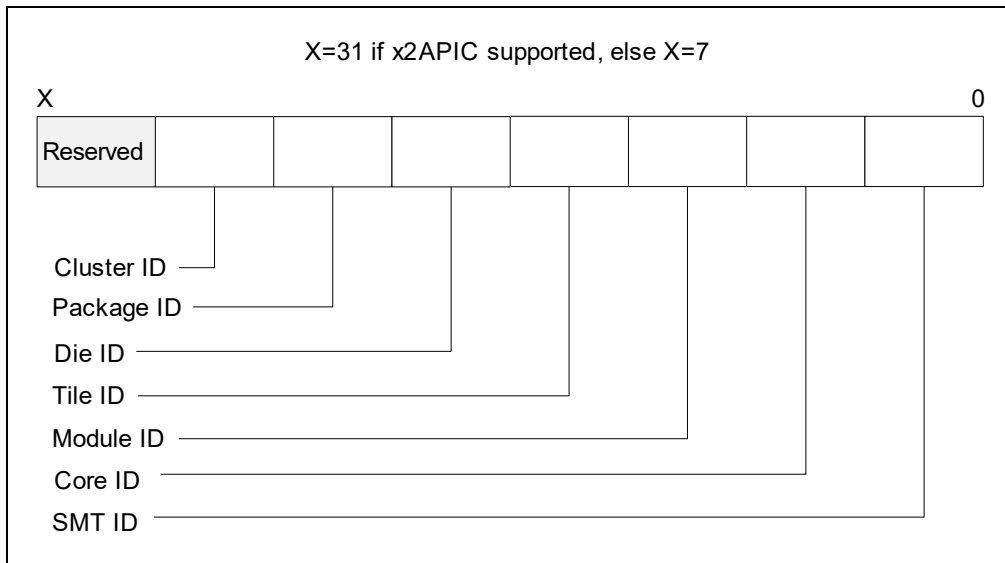 X=31 if x2APIC supported, else X=7
X 0
Reserved
Cluster ID
Package ID
Die ID
Tile ID
Module ID
Core ID
SMT ID